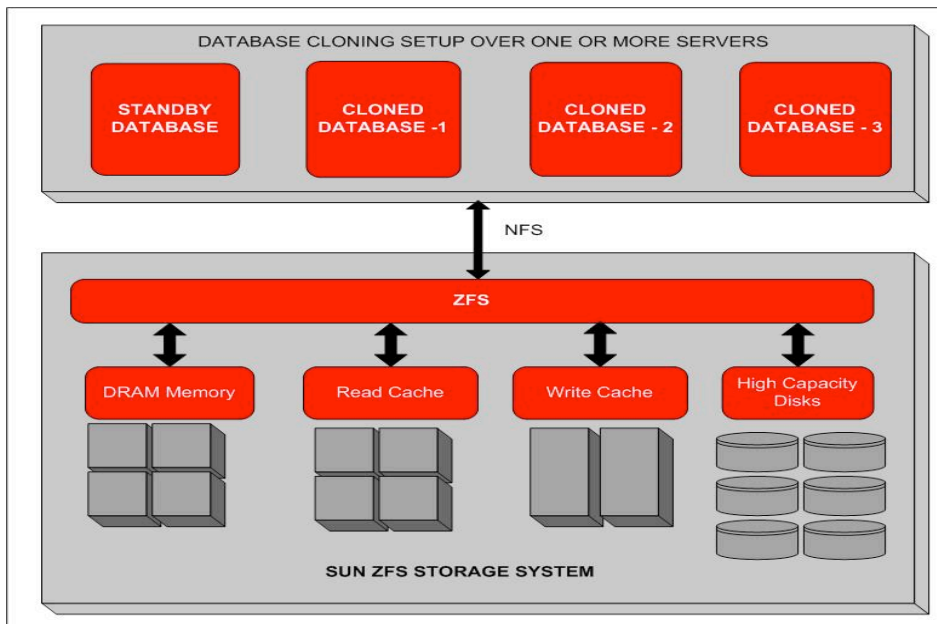 DATABASE CLONING SETUP OVER ONE OR MORE SERVERS
STANDBY
DATABASE
CLONED
DATABASE -1
CLONED
DATABASE - 2
CLONED
DATABASE - 3
NFS
ZFS
DRAM Memory
Read Cache
Write Cache
High Capacity
Disks
SUN ZFS STORAGE SYSTEM